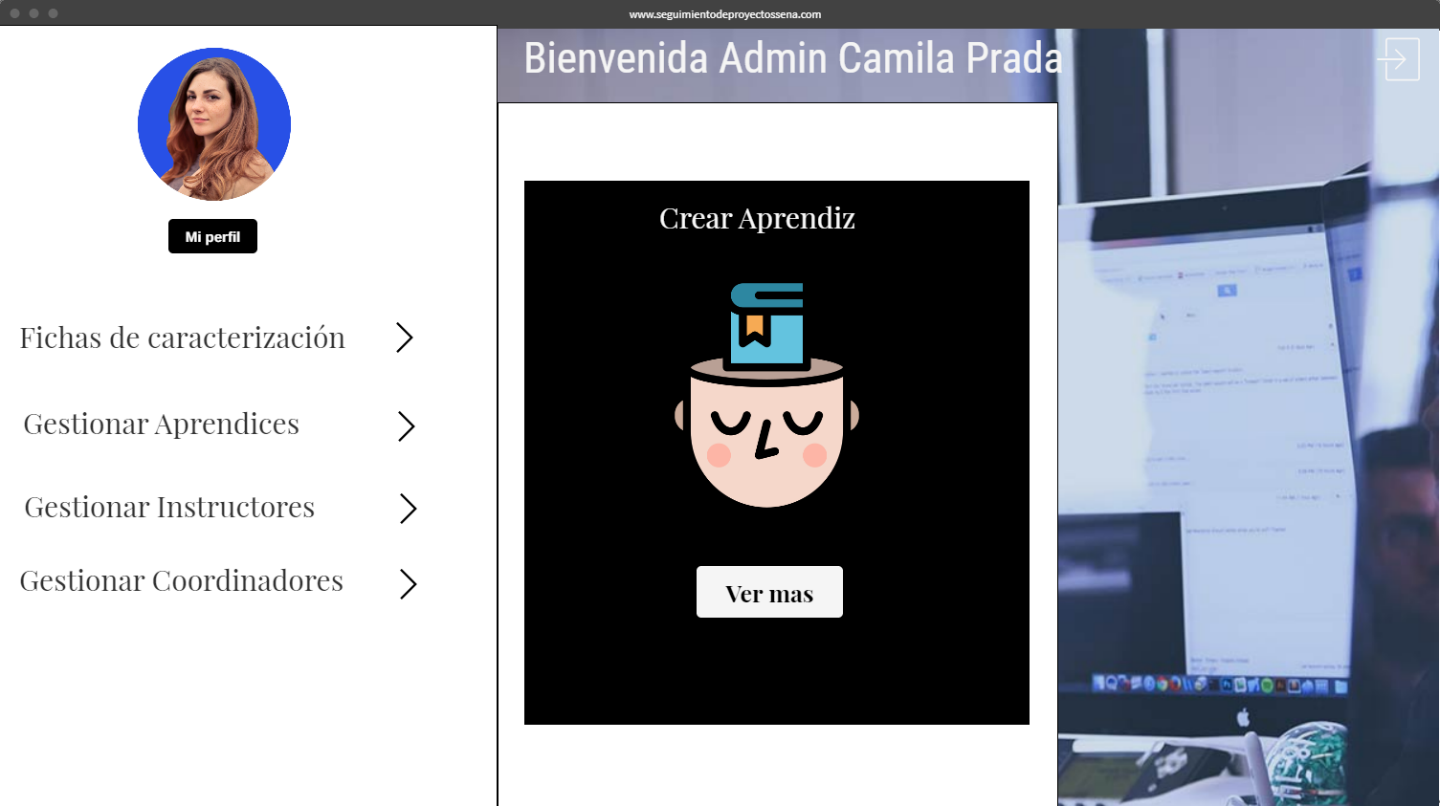 www.seguimientodeproyectossena.com
Bienvenida Admin Camila Prada
Mi perfil
Fichas de caracterización
Gestionar Aprendices
Gestionar Instructores
Gestionar Coordinadores
Crear Aprendiz
Ver mas